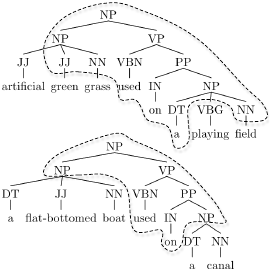 NP
NP VP
JJ JJ NN VBN PP
artificial green grass used IN NP
on DT VBG NN
a playing field
NP
NP VP
DT JJ NN VBN PP
a flat-bottomed boat used IN NP
on DT NN
a canal